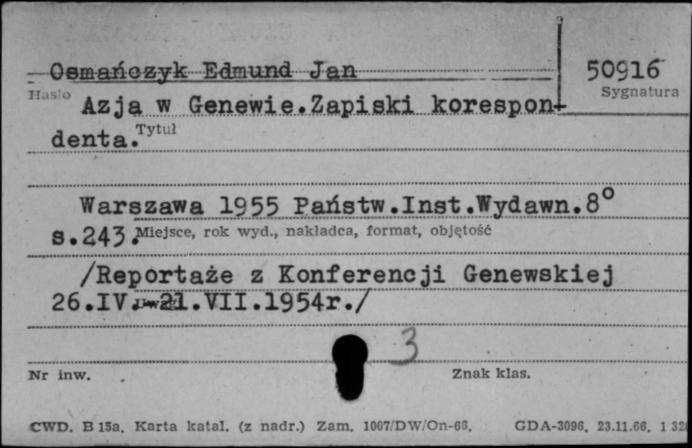 Osmańczyk Edmund Jan 50916
Hasło Sygnatura
Azja w Genewie.Zapiski korespon-
denta. Tytuł
Warszawa 1955 Państw.Inst.Wydawn.8°
s.243. Miejsce, rok wyd., nakładca, format, objętość
/Reportaże z Konferencji Genewskiej
26.IV.-21.VII.1954r./
3
Nr inw. Znak klas.
CWD. B 15a. Karta katal. (z nadr.) Zam. 1007/DW/On-66. GDA-3096. 23.11.66. 1 32